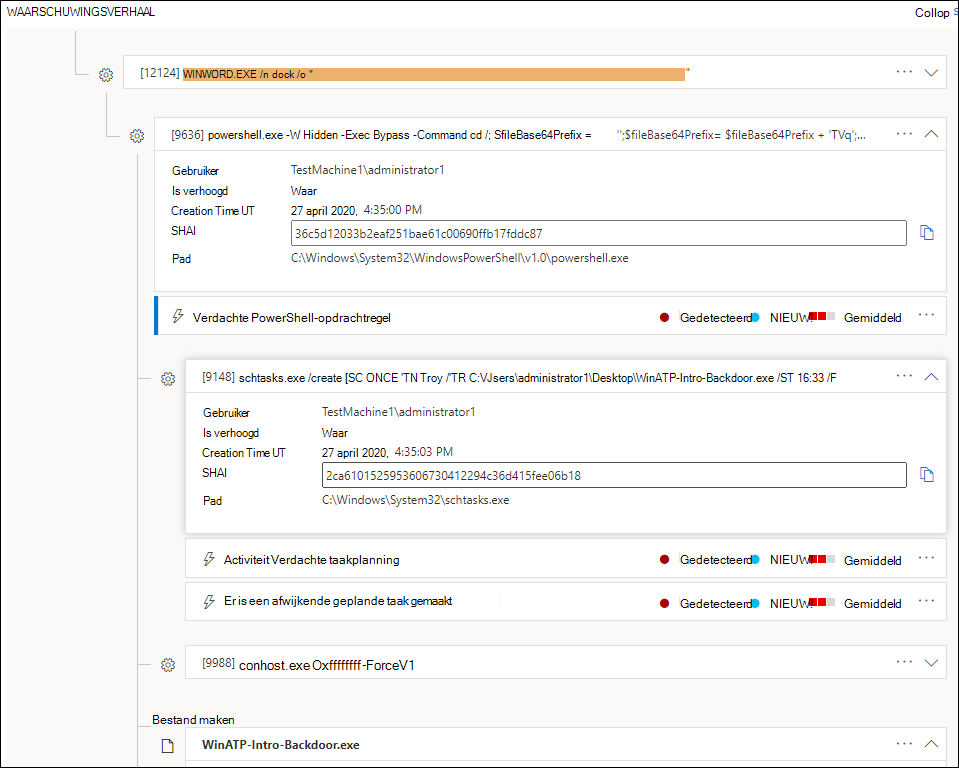 WAARSCHUWINGSVERHAAL
Collop s
[12124] WINWORD.EXE /n dock /o " "
[9636] powershell.exe -W Hidden -Exec Bypass -Command cd /; SfileBase64Prefix = ";$fileBase64Prefix= $fileBase64Prefix + 'TVq';...
Gebruiker TestMachine1\administrator1
Is verhoogd Waar
Creation Time UT 27 april 2020, 4:35:00 PM
SHAI 36c5d12033b2eaf251bae61c00690ffb17fddc87
Pad C:\Windows\System32\WindowsPowerShell\v1.0\powershell.exe
Verdachte PowerShell-opdrachtregel Gedetecteerd NIEUW. Gemiddeld
[9148] schtasks.exe /create [SC ONCE 'TN Troy /'TR C:\/Jsers\administrator1\Desktop\WinATP-Intro-Backdoor.exe /ST 16:33 /F
Gebruiker TestMachine1\administrator1
Is verhoogd Waar
Creation Time UT 27 april 2020, 4:35:03 PM
SHAI 2ca6101525953606730412294c36d415fee06b18
Pad C:\Windows\System32\schtasks.exe
Activiteit Verdachte taakplanning Gedetecteerd NIEUW. Gemiddeld
Er is een afwijkende geplande taak gemaakt Gedetecteerd NIEUW. Gemiddeld
[9988] conhost.exe Oxffffffff-ForceV1
Bestand maken
WinATP-Intro-Backdoor.exe